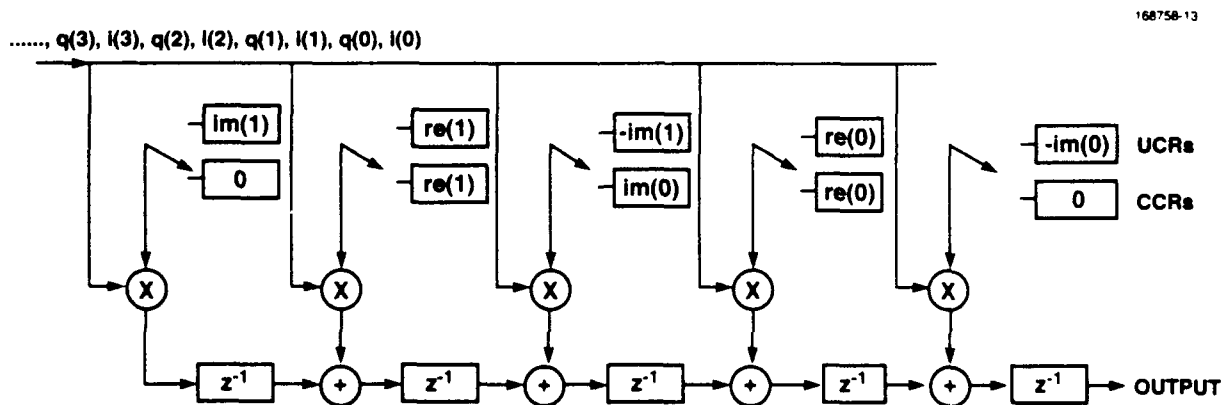 168758-13
......, q(3), i(3), q(2), i(2), q(1), i(1), q(0), i(0)
im(1) re(1) -im(1) re(0) -im(0) UCRs
0 re(1) im(0) re(0) 0 CCRs
X X X X X
z⁻¹ + z⁻¹ + z⁻¹ + z⁻¹ + z⁻¹ OUTPUT